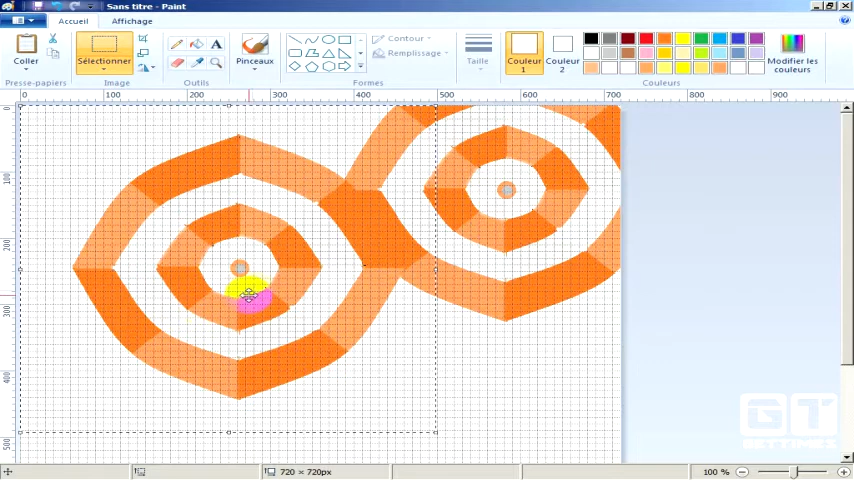 Sans titre - Paint
Accueil
Affichage
Coller
Sélectionner
Pinceaux
Contour
Remplissage
Taille
Couleur 1
Couleur 2
Modifier les couleurs
Presse-papiers
Image
Outils
Formes
Couleurs
0 100 200 300 400 500 600 700 800 900
0
100
200
300
400
500
GT
720 × 720px
100 %